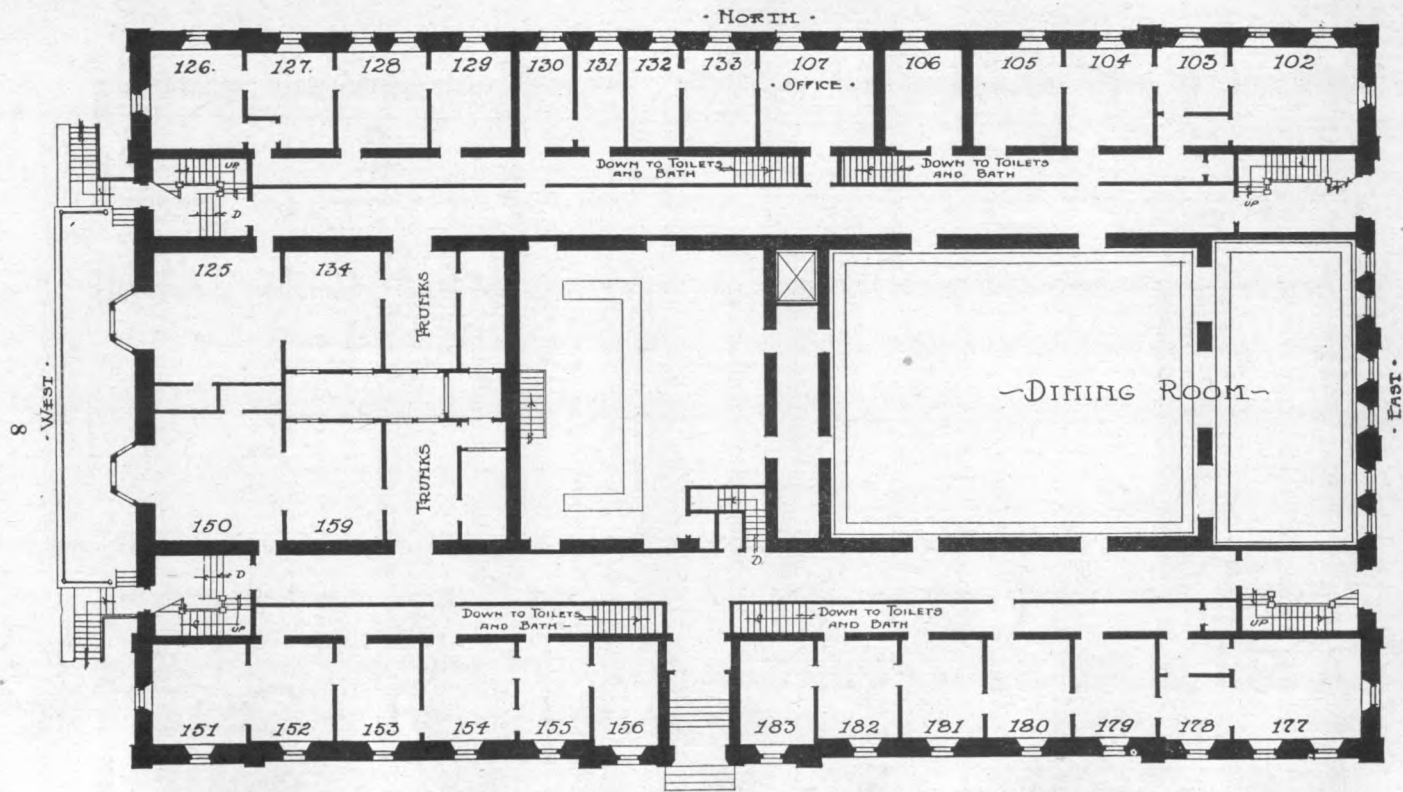 · NORTH ·
126. 127. 128 129 130 131 132 133 107 106 105 104 103 102
· OFFICE ·
UP
DOWN TO TOILETS
AND BATH
DOWN TO TOILETS
AND BATH
UP
D
125 134 TRUNKS
DINING ROOM
8
· WEST ·
· EAST ·
150 159 TRUNKS
D
D
UP
DOWN TO TOILETS
AND BATH
DOWN TO TOILETS
AND BATH
UP
151 152 153 154 155 156 183 182 181 180 179 178 177